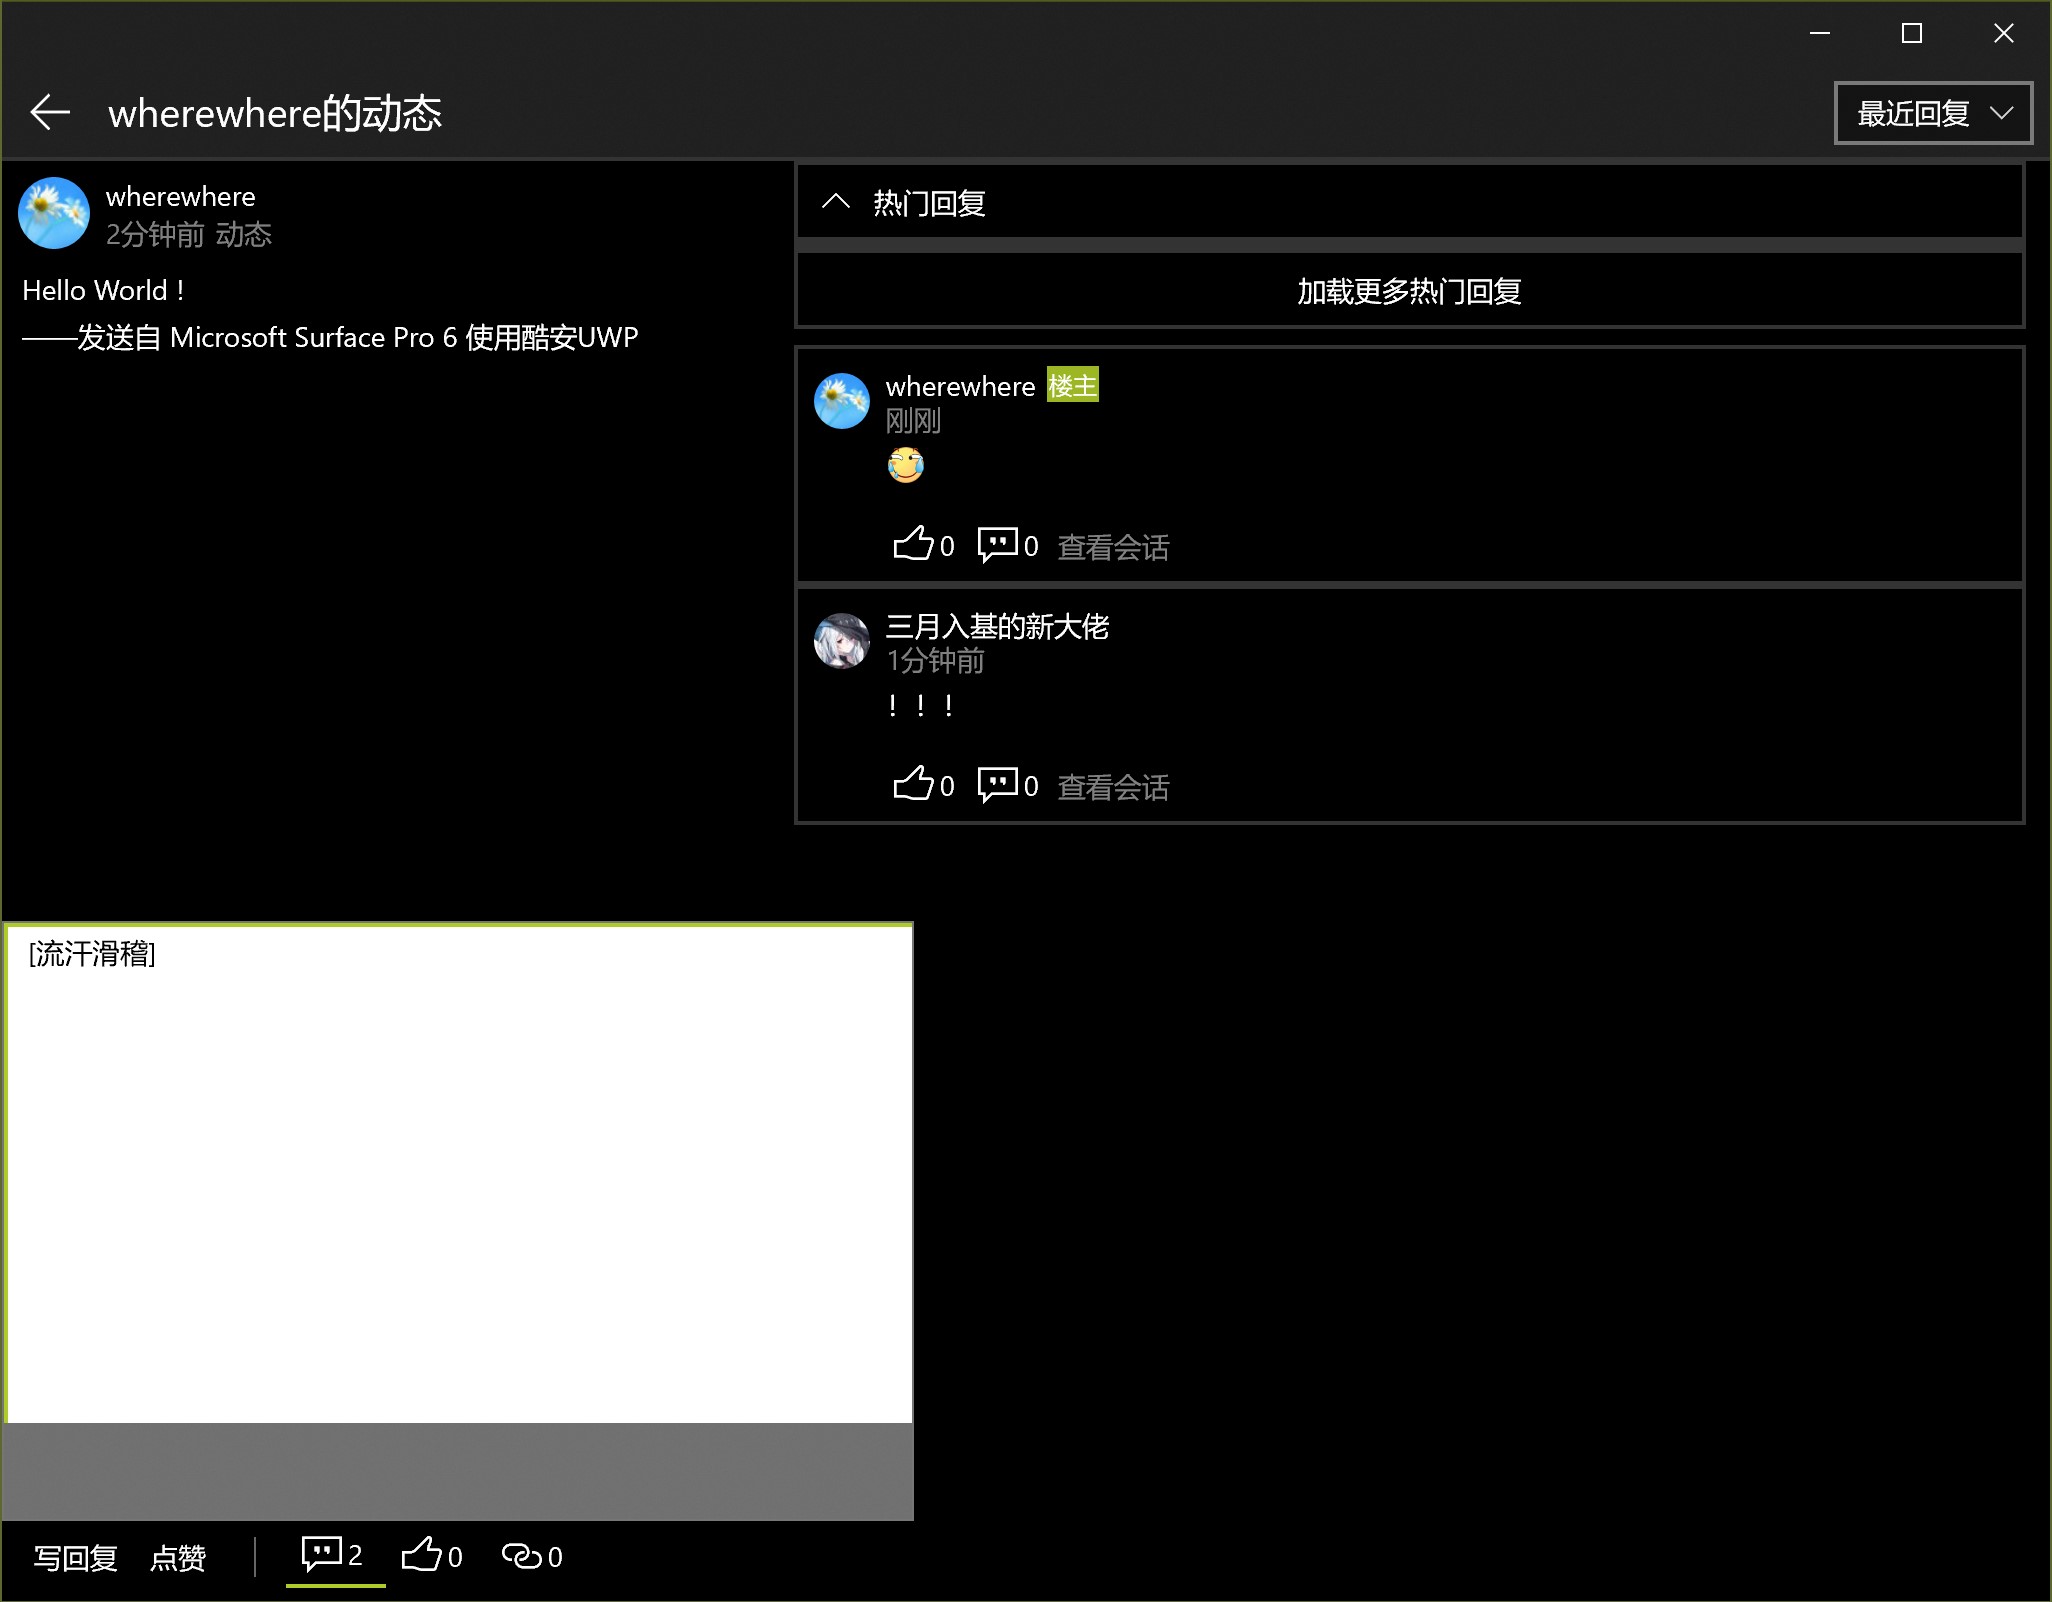 wherewhere的动态
最近回复
wherewhere
2分钟前 动态
Hello World !
——发送自 Microsoft Surface Pro 6 使用酷安UWP
热门回复
加载更多热门回复
wherewhere 楼主
刚刚
0 0 查看会话
三月入基的新大佬
1分钟前
！！！
0 0 查看会话
[流汗滑稽]
写回复 点赞 2 0 0